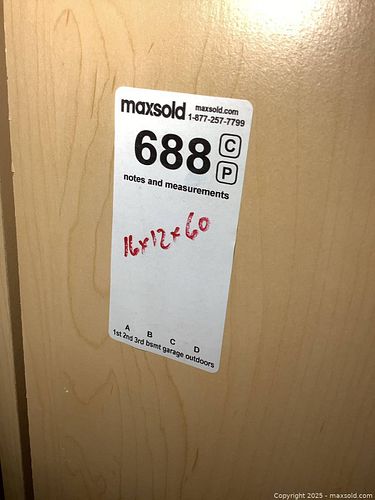 maxsold maxsold.com
1-877-257-7799
688 C
P
notes and measurements
16x12x60
A B C D
1st 2nd 3rd bsmt garage outdoors
Copyright 2025 - maxsold.com